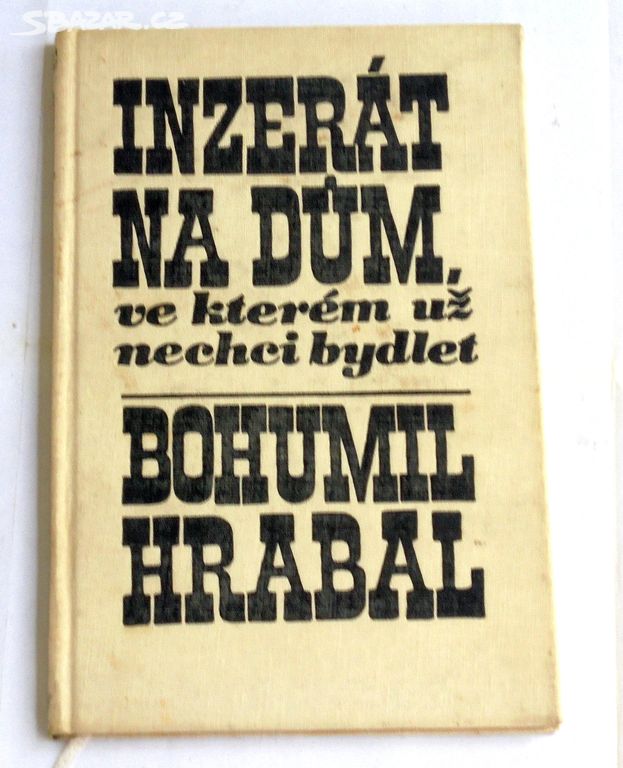 SBAZAR.CZ
INZERÁT
NA DŮM,
ve kterém už
nechci bydlet
BOHUMIL
HRABAL